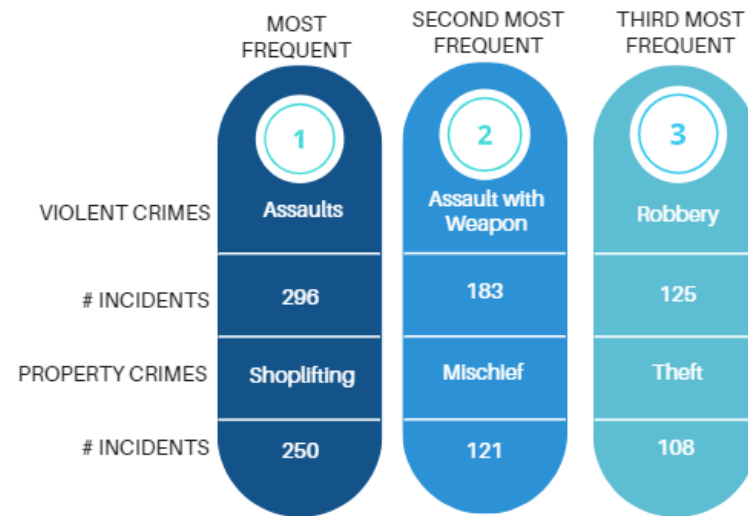 MOST
FREQUENT
SECOND MOST
FREQUENT
THIRD MOST
FREQUENT
1
2
3
VIOLENT CRIMES
Assaults
Assault with
Weapon
Robbery
# INCIDENTS
296
183
125
PROPERTY CRIMES
Shoplifting
Mischief
Theft
# INCIDENTS
250
121
108